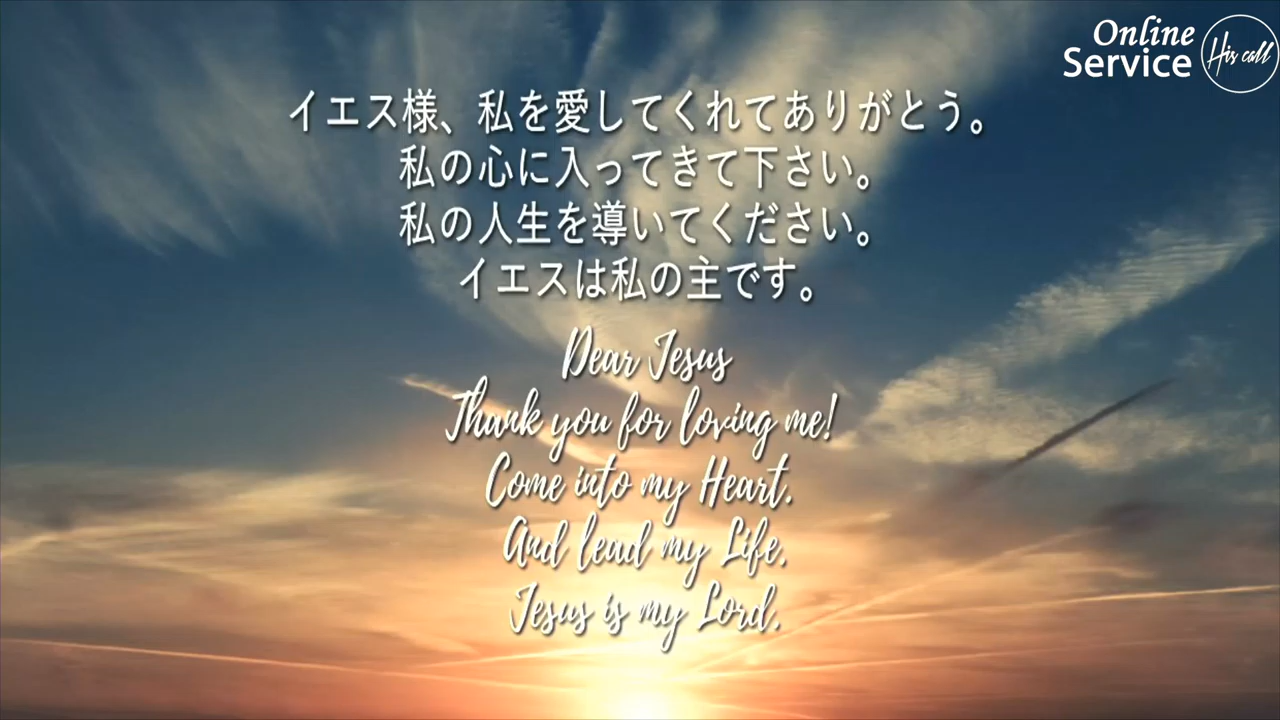 Online
Service
His call
イエス様、私を愛してくれてありがとう。
私の心に入ってきて下さい。
私の人生を導いてください。
イエスは私の主です。
Dear Jesus
Thank you for loving me!
Come into my Heart.
And lead my Life.
Jesus is my Lord.